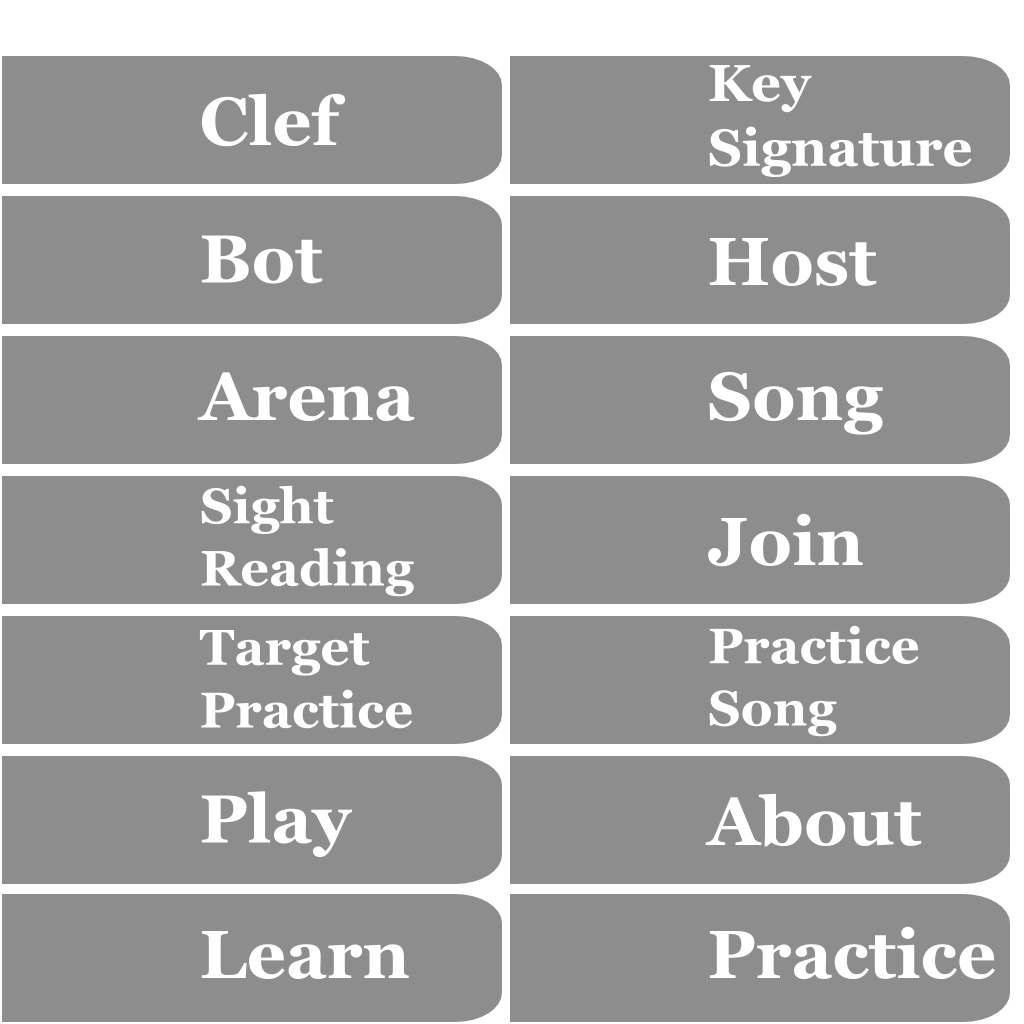 Clef
Key
Signature
Bot
Host
Arena
Song
Sight
Reading
Join
Target
Practice
Practice
Song
Play
About
Learn
Practice